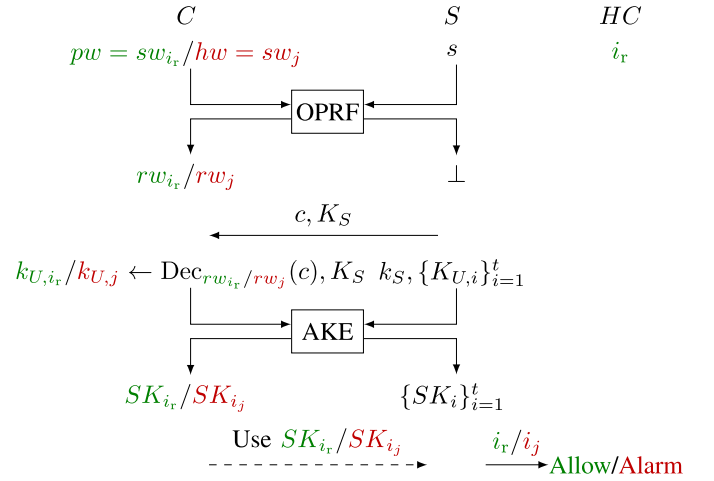 C S HC
pw = sw_{i_r}/hw = sw_j s i_r
OPRF
rw_{i_r}/rw_j ⊥
c, K_S
k_{U,i_r}/k_{U,j} ← Dec_{rw_{i_r}/rw_j}(c), K_S k_S, {K_{U,i}}_{i=1}^t
AKE
SK_{i_r}/SK_{i_j} {SK_i}_{i=1}^t
Use SK_{i_r}/SK_{i_j} i_r/i_j
Allow/Alarm